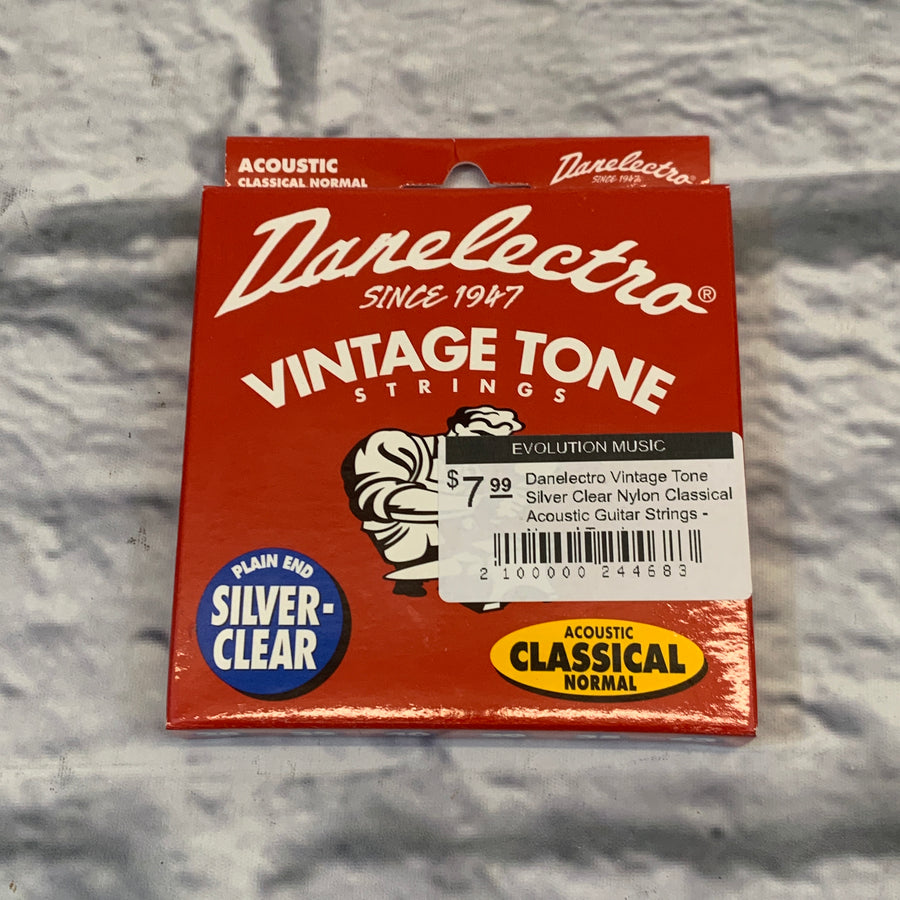 ACOUSTIC
CLASSICAL NORMAL
Danelectro®
SINCE 1947
Danelectro®
SINCE 1947
VINTAGE TONE
STRINGS
EVOLUTION MUSIC
$7 99
Danelectro Vintage Tone
Silver Clear Nylon Classical
Acoustic Guitar Strings -
2 100000 244683
PLAIN END
SILVER-
CLEAR
ACOUSTIC
CLASSICAL
NORMAL